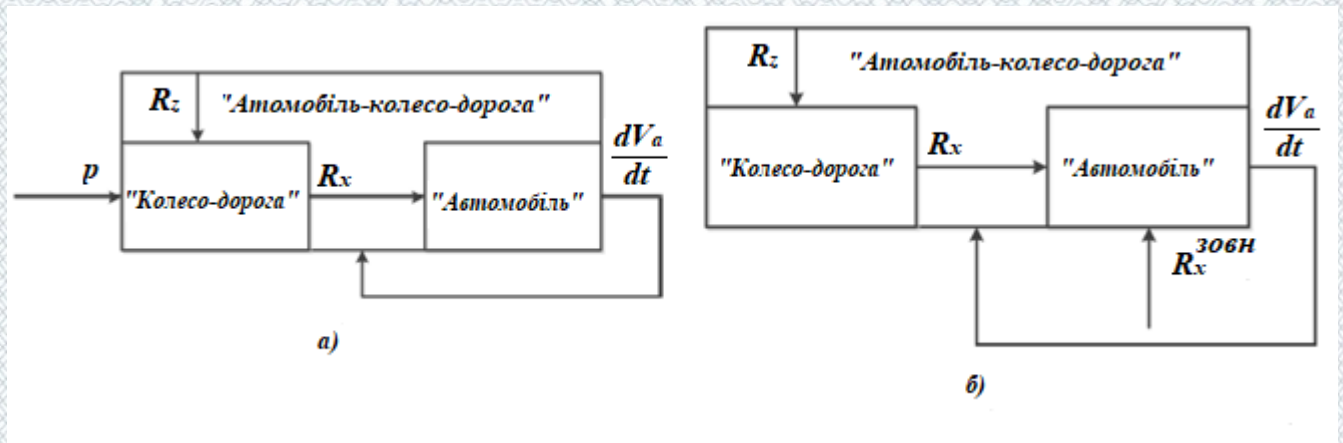 Rz
"Атомобіль-колесо-дорога"
dVa
dt
p
"Колесо-дорога"
Rx
"Автомобіль"
а)
Rz
"Атомобіль-колесо-дорога"
dVa
dt
"Колесо-дорога"
Rx
"Автомобіль"
Rx зовн
б)